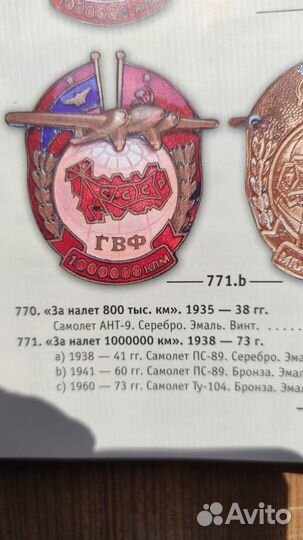 1000000 КЛМ
СССР
ГВФ
1000000 КЛМ
771.b
770. «За налет 800 тыс. км». 1935 — 38 гг.
Самолет АНТ-9. Серебро. Эмаль. Винт.
771. «За налет 1000000 км». 1938 — 73 г.
a) 1938 — 41 гг. Самолет ПС-89. Серебро. Эма
b) 1941 — 60 гг. Самолет ПС-89. Бронза. Эмал
c) 1960 — 73 гг. Самолет Ту-104. Бронза. Эмал
Avito